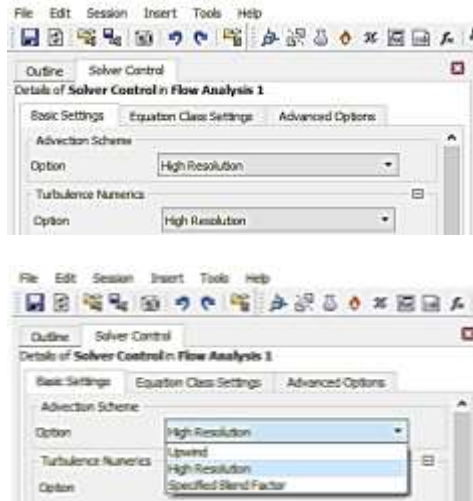 File Edit Session Insert Tools Help
Outline Solver Control
Details of Solver Control in Flow Analysis 1
Basic Settings Equation Class Settings Advanced Options
Advection Scheme
Option High Resolution
Turbulence Numerics
Option High Resolution
File Edit Session Insert Tools Help
Outline Solver Control
Details of Solver Control in Flow Analysis 1
Basic Settings Equation Class Settings Advanced Options
Advection Scheme
Option High Resolution
Upwind
Turbulence Numerics High Resolution
Option Specified Blend Factor